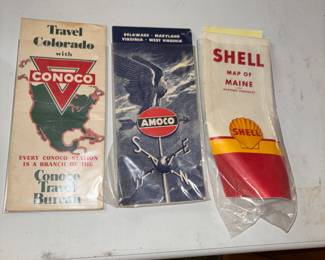 Travel
Colorado
with
CONOCO
EVERY CONOCO STATION
IS A BRANCH OF THE
Conoco
Travel
Bureau
DELAWARE · MARYLAND
VIRGINIA · WEST VIRGINIA
AMOCO
S
E
N
SHELL
MAP OF
MAINE
SHELL